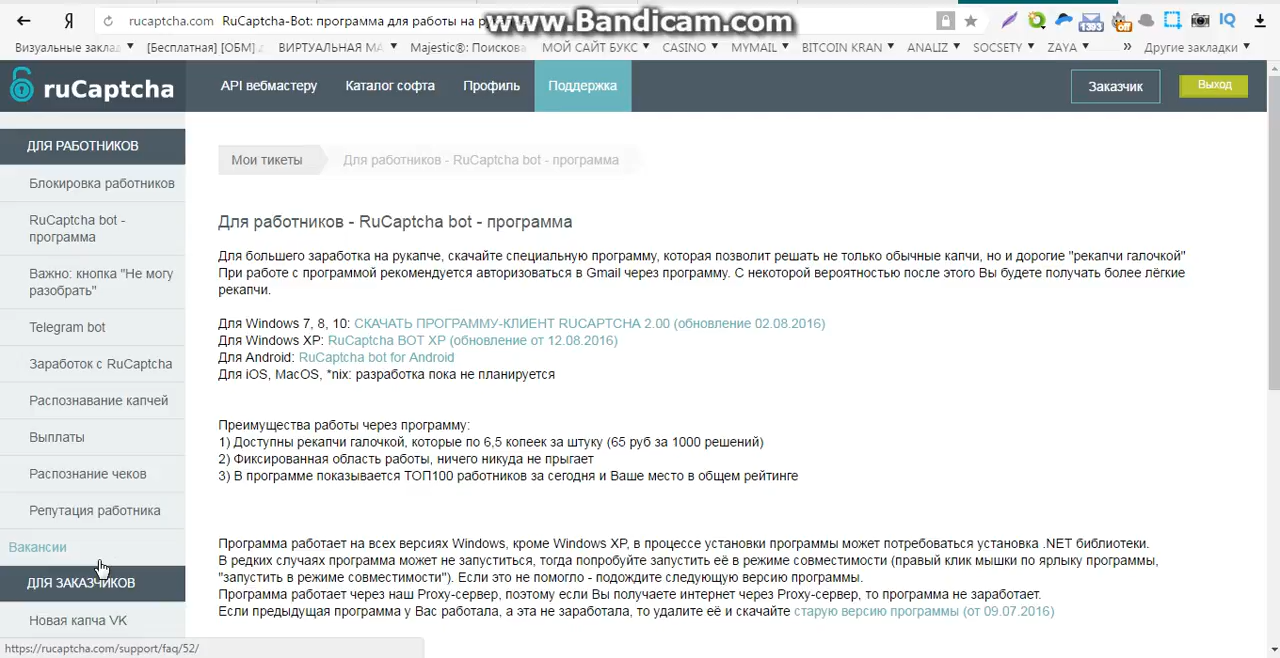 rucaptcha.com RuCaptcha-Bot: программа для работы на
www.Bandicam.com
1393
off
IQ
Визуальные заклад
[Бесплатная] [ОБМ]
ВИРТУАЛЬНАЯ МА
Majestic®: Поискова
МОЙ САЙТ БУКС
CASINO
MYMAIL
BITCOIN KRAN
ANALIZ
SOCSETY
ZAYA
»
Другие закладки
ruCaptcha
API вебмастеру
Каталог софта
Профиль
Поддержка
Заказчик
Выход
ДЛЯ РАБОТНИКОВ
Блокировка работников
RuCaptcha bot -
программа
Важно: кнопка "Не могу
разобрать"
Telegram bot
Заработок с RuCaptcha
Распознавание капчей
Выплаты
Распознание чеков
Репутация работника
Вакансии
ДЛЯ ЗАКАЗЧИКОВ
Новая капча VK
https://rucaptcha.com/support/faq/52/
Мои тикеты
Для работников - RuCaptcha bot - программа
Для работников - RuCaptcha bot - программа
Для большего заработка на рукапче, скачайте специальную программу, которая позволит решать не только обычные капчи, но и дорогие "рекапчи галочкой"
При работе с программой рекомендуется авторизоваться в Gmail через программу. С некоторой вероятностью после этого Вы будете получать более лёгкие
рекапчи.
Для Windows 7, 8, 10: СКАЧАТЬ ПРОГРАММУ-КЛИЕНТ RUCAPTCHA 2.00 (обновление 02.08.2016)
Для Windows XP: RuCaptcha BOT XP (обновление от 12.08.2016)
Для Android: RuCaptcha bot for Android
Для iOS, MacOS, *nix: разработка пока не планируется
Преимущества работы через программу:
1) Доступны рекапчи галочкой, которые по 6,5 копеек за штуку (65 руб за 1000 решений)
2) Фиксированная область работы, ничего никуда не прыгает
3) В программе показывается ТОП100 работников за сегодня и Ваше место в общем рейтинге
Программа работает на всех версиях Windows, кроме Windows XP, в процессе установки программы может потребоваться установка .NET библиотеки.
В редких случаях программа может не запуститься, тогда попробуйте запустить её в режиме совместимости (правый клик мышки по ярлыку программы,
"запустить в режиме совместимости"). Если это не помогло - подождите следующую версию программы.
Программа работает через наш Proxy-сервер, поэтому если Вы получаете интернет через Proxy-сервер, то программа не заработает.
Если предыдущая программа у Вас работала, а эта не заработала, то удалите её и скачайте старую версию программы (от 09.07.2016)